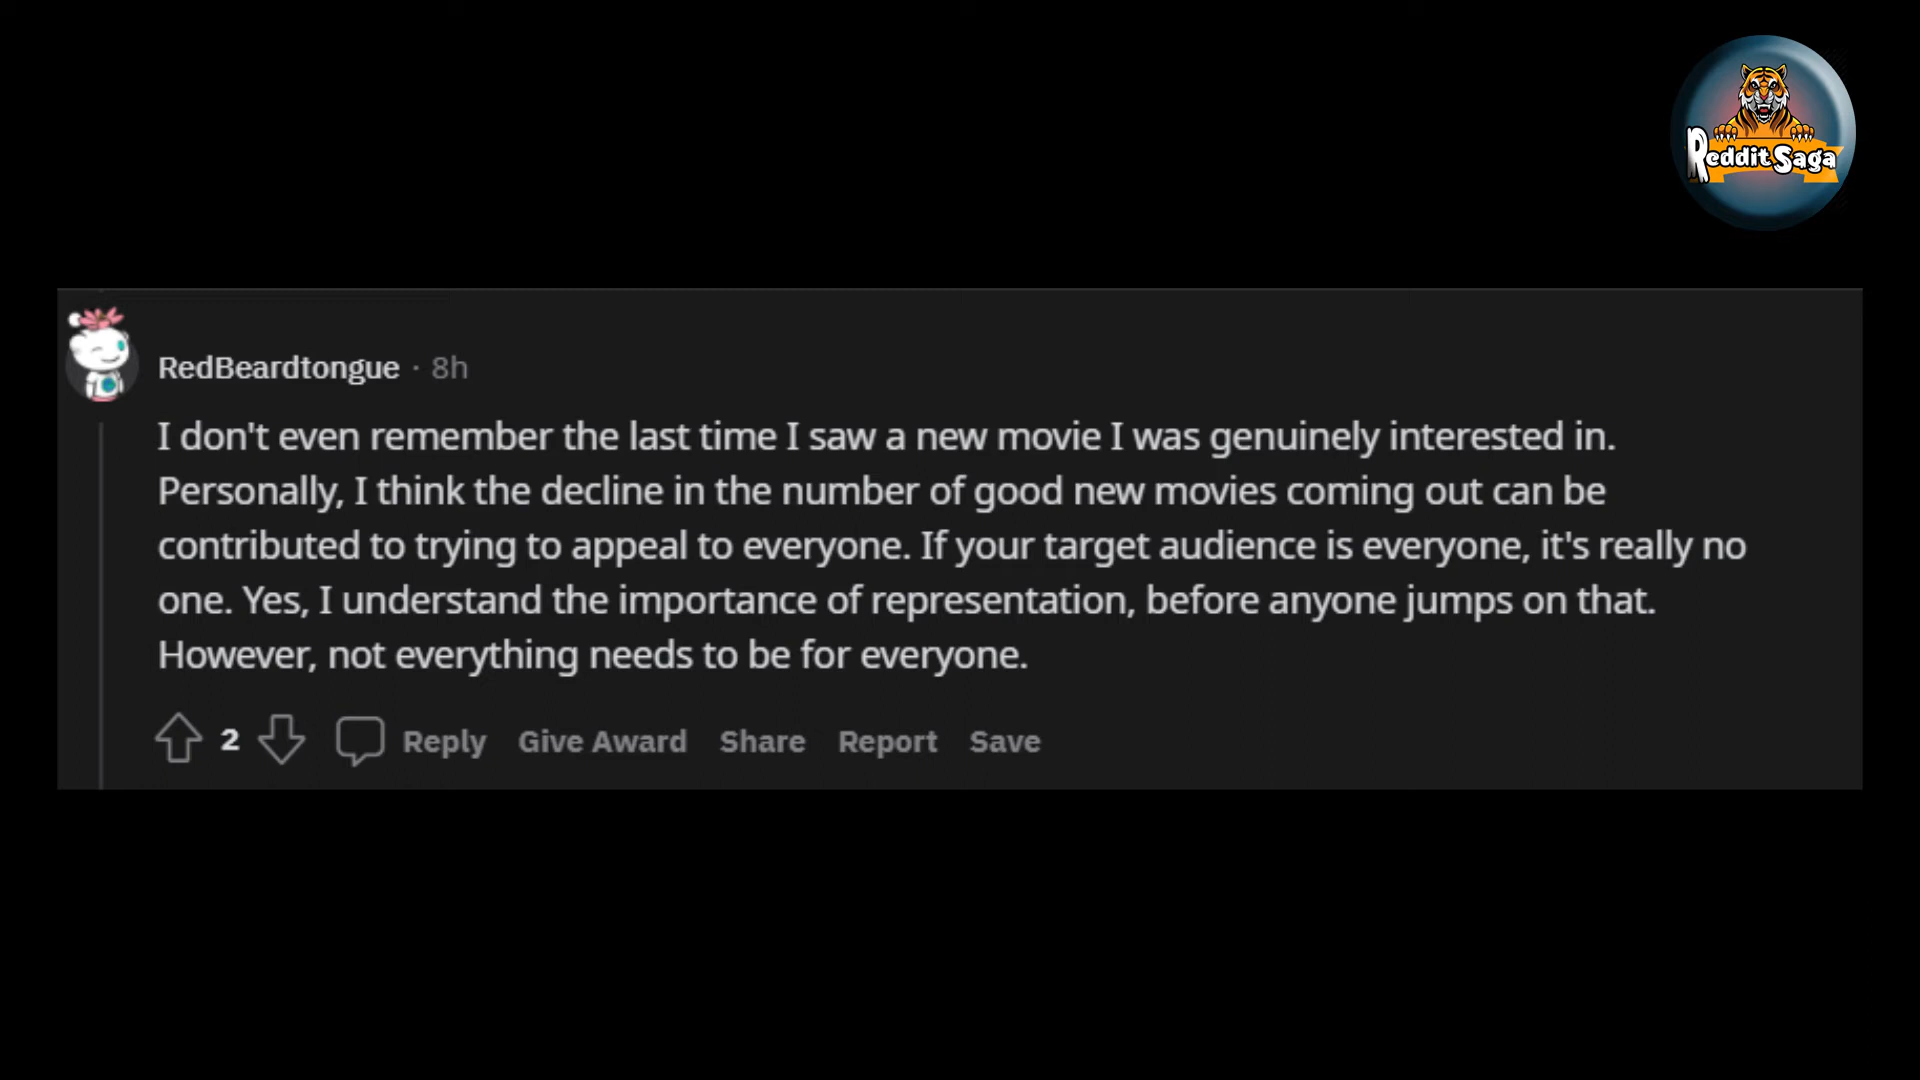 Reddit Saga
RedBeardtongue · 8h
I don't even remember the last time I saw a new movie I was genuinely interested in.
Personally, I think the decline in the number of good new movies coming out can be
contributed to trying to appeal to everyone. If your target audience is everyone, it's really no
one. Yes, I understand the importance of representation, before anyone jumps on that.
However, not everything needs to be for everyone.
2 Reply Give Award Share Report Save